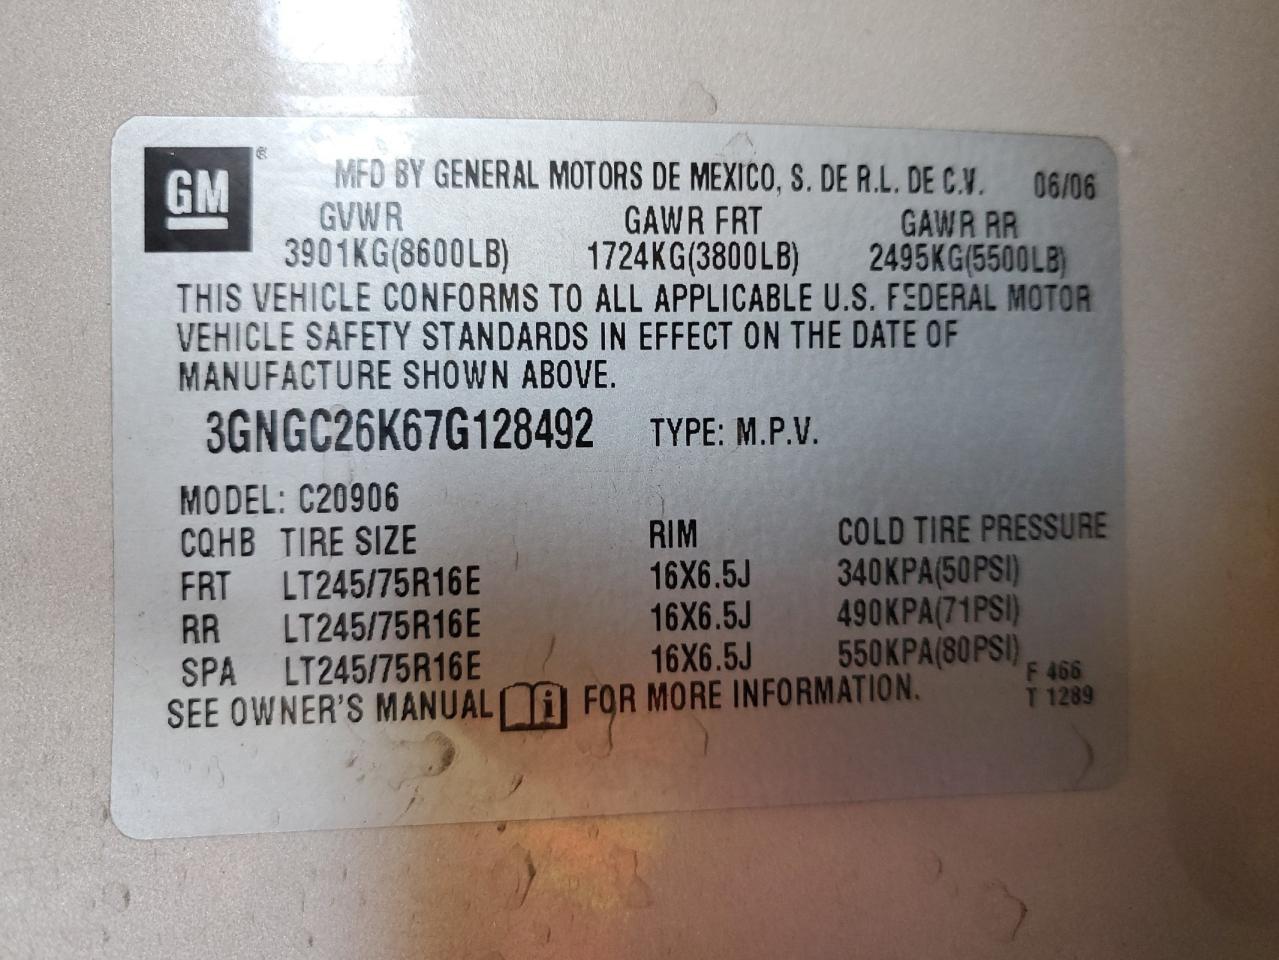 GM ®
MFD BY GENERAL MOTORS DE MEXICO, S. DE R.L. DE C.V. 06/06
GVWR GAWR FRT GAWR RR
3901KG(8600LB) 1724KG(3800LB) 2495KG(5500LB)
THIS VEHICLE CONFORMS TO ALL APPLICABLE U.S. FEDERAL MOTOR
VEHICLE SAFETY STANDARDS IN EFFECT ON THE DATE OF
MANUFACTURE SHOWN ABOVE.
3GNGC26K67G128492 TYPE: M.P.V.
MODEL: C20906
CQHB TIRE SIZE RIM COLD TIRE PRESSURE
FRT LT245/75R16E 16X6.5J 340KPA(50PSI)
RR LT245/75R16E 16X6.5J 490KPA(71PSI)
SPA LT245/75R16E 16X6.5J 550KPA(80PSI) F 466
SEE OWNER'S MANUAL i FOR MORE INFORMATION. T 1289